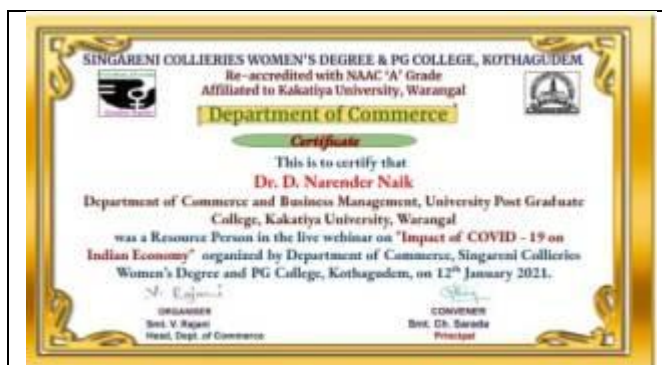 SINGARENI COLLIERIES WOMEN'S DEGREE & PG COLLEGE, KOTHAGUDEM
Re-accredited with NAAC 'A' Grade
Affiliated to Kakatiya University, Warangal
Department of Commerce
Certificate
This is to certify that
Dr. D. Narender Naik
Department of Commerce and Business Management, University Post Graduate
College, Kakatiya University, Warangal
was a Resource Person in the live webinar on "Impact of COVID - 19 on
Indian Economy" organized by Department of Commerce, Singareni Collieries
Women's Degree and PG College, Kothagudem, on 12th January 2021.
V. Rajani
ORGANISER
Smt. V. Rajani
Head, Dept. of Commerce
CONVENER
Smt. Ch. Sarada
Principal